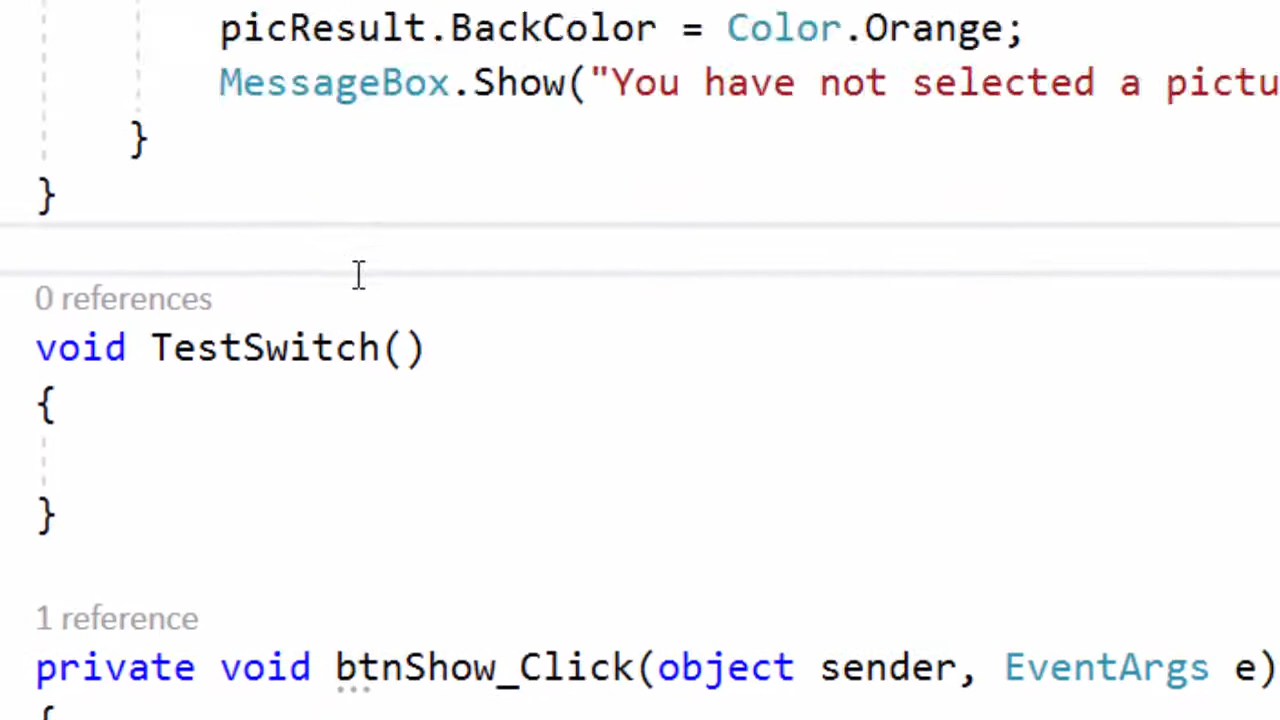 picResult.BackColor = Color.Orange;
MessageBox.Show("You have not selected a pictu
}
}
0 references
void TestSwitch()
{
}
1 reference
private void btnShow_Click(object sender, EventArgs e)
{